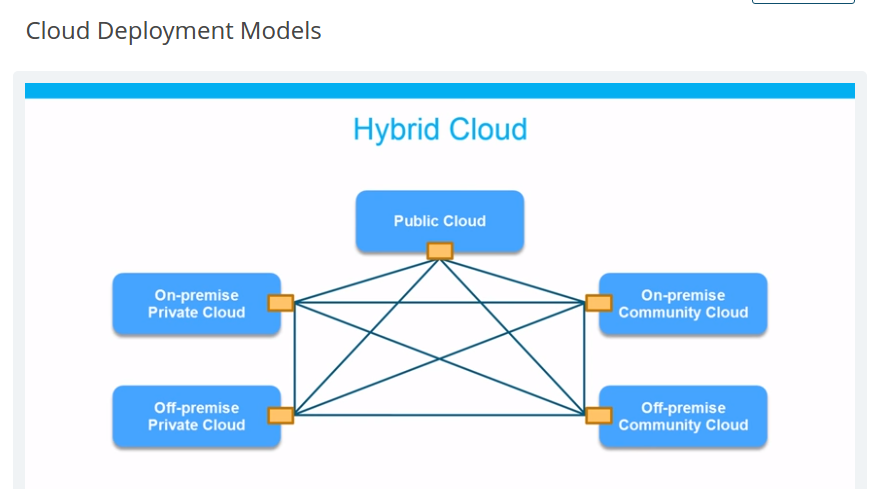 Cloud Deployment Models
Hybrid Cloud
Public Cloud
On-premise
Private Cloud
On-premise
Community Cloud
Off-premise
Private Cloud
Off-premise
Community Cloud